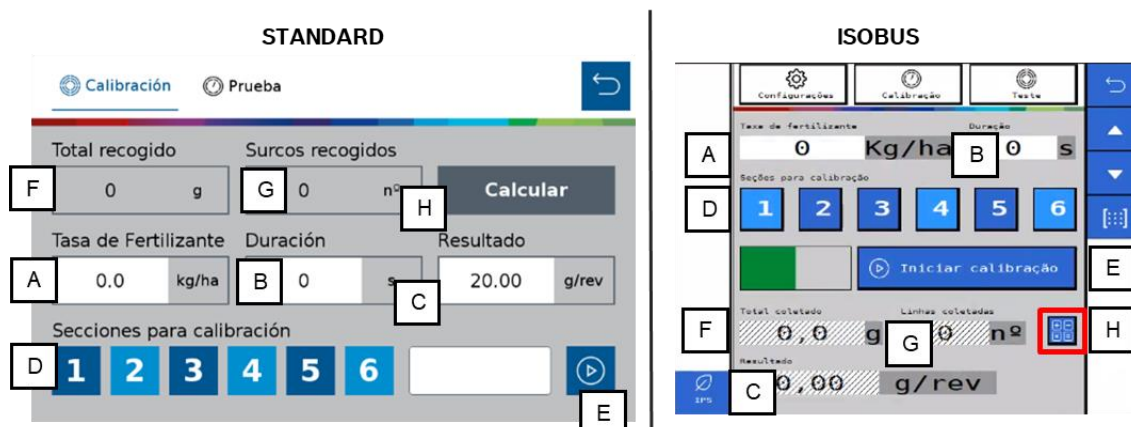 STANDARD
Calibración
Prueba
Total recogido
Surcos recogidos
F
0
g
G
0
nº
H
Calcular
Tasa de Fertilizante
Duración
Resultado
A
0.0
kg/ha
B
0
s
C
20.00
g/rev
Secciones para calibración
D
1 2 3 4 5 6
E
ISOBUS
Configurações
Calibração
Teste
Taxa de fertilizante
Duração
A
0
Kg/ha
B
0
s
Seções para calibração
D
1 2 3 4 5 6
Iniciar calibração
E
Total coletado
Linhas coletadas
F
0,0
g
G
0
nº
H
Resultado
IPS
C
0,00
g/rev